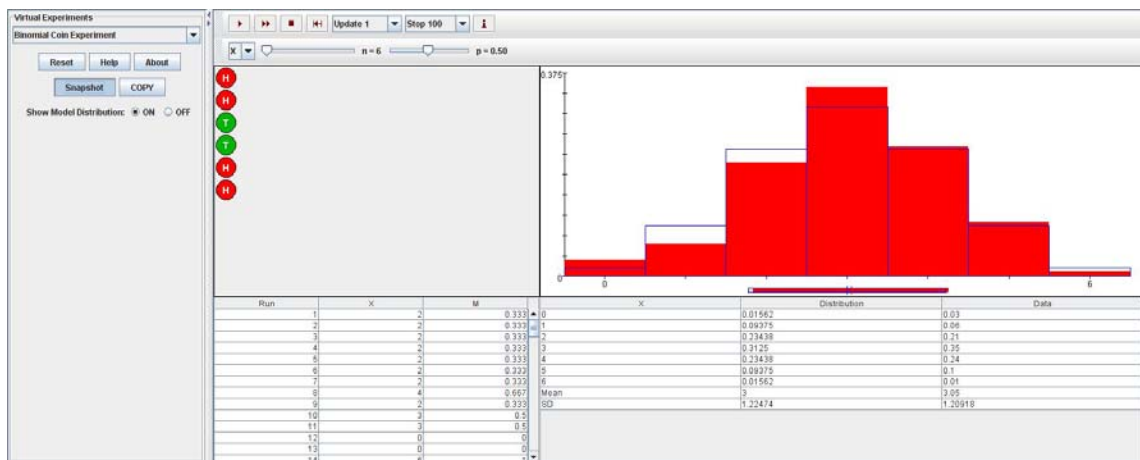 Virtual Experiments
Binomial Coin Experiment
Reset Help About
Snapshot COPY
Show Model Distribution: ON OFF
Update 1 Stop 100 i
X n = 6 p = 0.50
H
H
T
T
H
H
0.375
0
0 6
Run X M
1 2 0.333
2 2 0.333
3 2 0.333
4 2 0.333
5 2 0.333
6 2 0.333
7 2 0.333
8 4 0.667
9 2 0.333
10 3 0.5
11 3 0.5
12 0 0
13 0 0
X Distribution Data
0 0.01562 0.03
1 0.09375 0.06
2 0.23438 0.21
3 0.3125 0.35
4 0.23438 0.24
5 0.09375 0.1
6 0.01562 0.01
Mean 3 3.05
SD 1.22474 1.20918